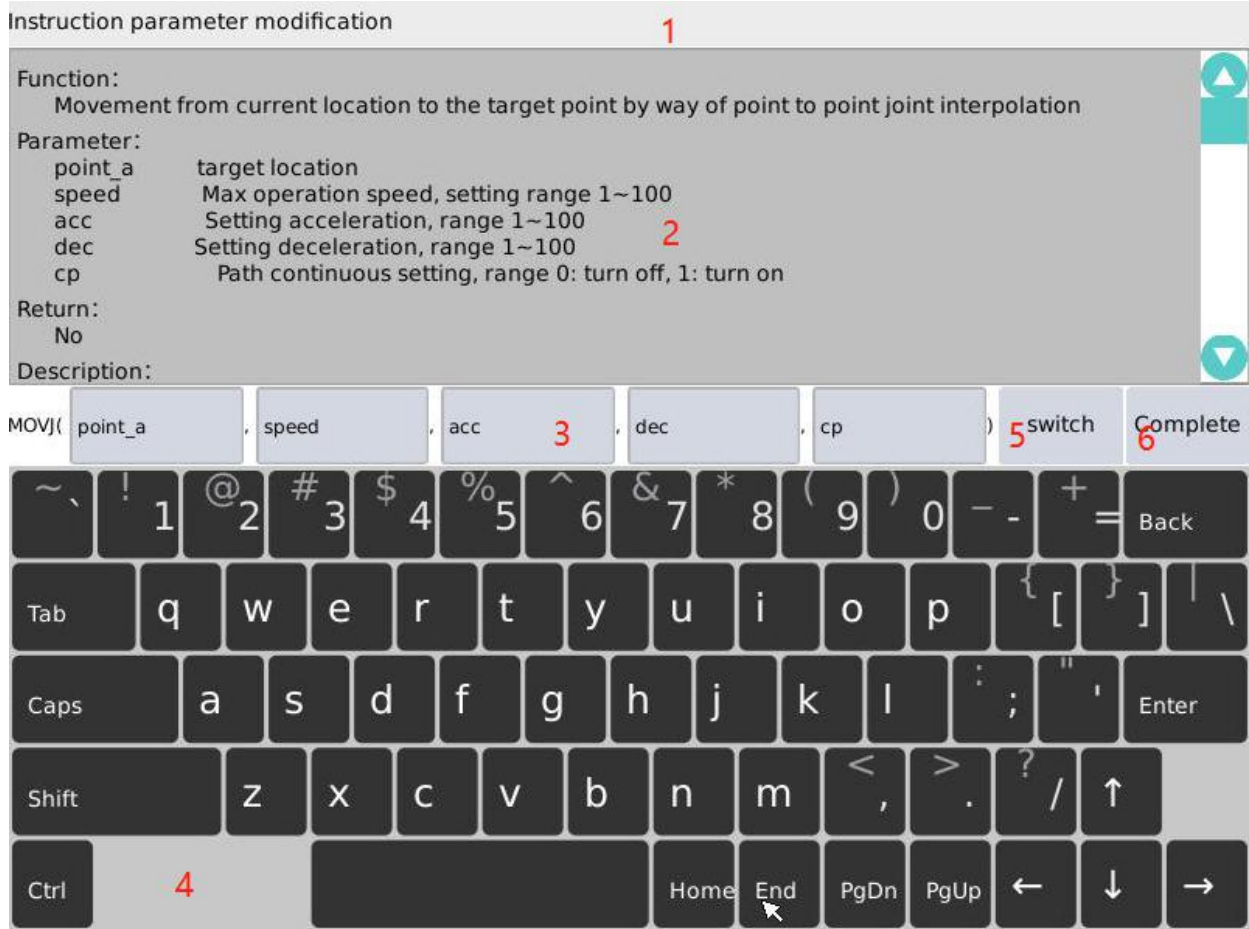 Instruction parameter modification
1
Function:
Movement from current location to the target point by way of point to point joint interpolation
Parameter:
point_a target location
speed Max operation speed, setting range 1~100
acc Setting acceleration, range 1~100
2
dec Setting deceleration, range 1~100
cp Path continuous setting, range 0: turn off, 1: turn on
Return:
No
Description:
MOVJ( point_a , speed , acc 3 , dec , cp ) 5 switch 6 Complete
~ ` ! 1 @ 2 # 3 $ 4 % 5 ^ 6 & 7 * 8 ( 9 ) 0 _ - + = Back
Tab q w e r t y u i o p { [ } ] | \
Caps a s d f g h j k l : ; " ' Enter
Shift z x c v b n m < , > . ? / ↑
Ctrl 4 Home End PgDn PgUp ← ↓ →